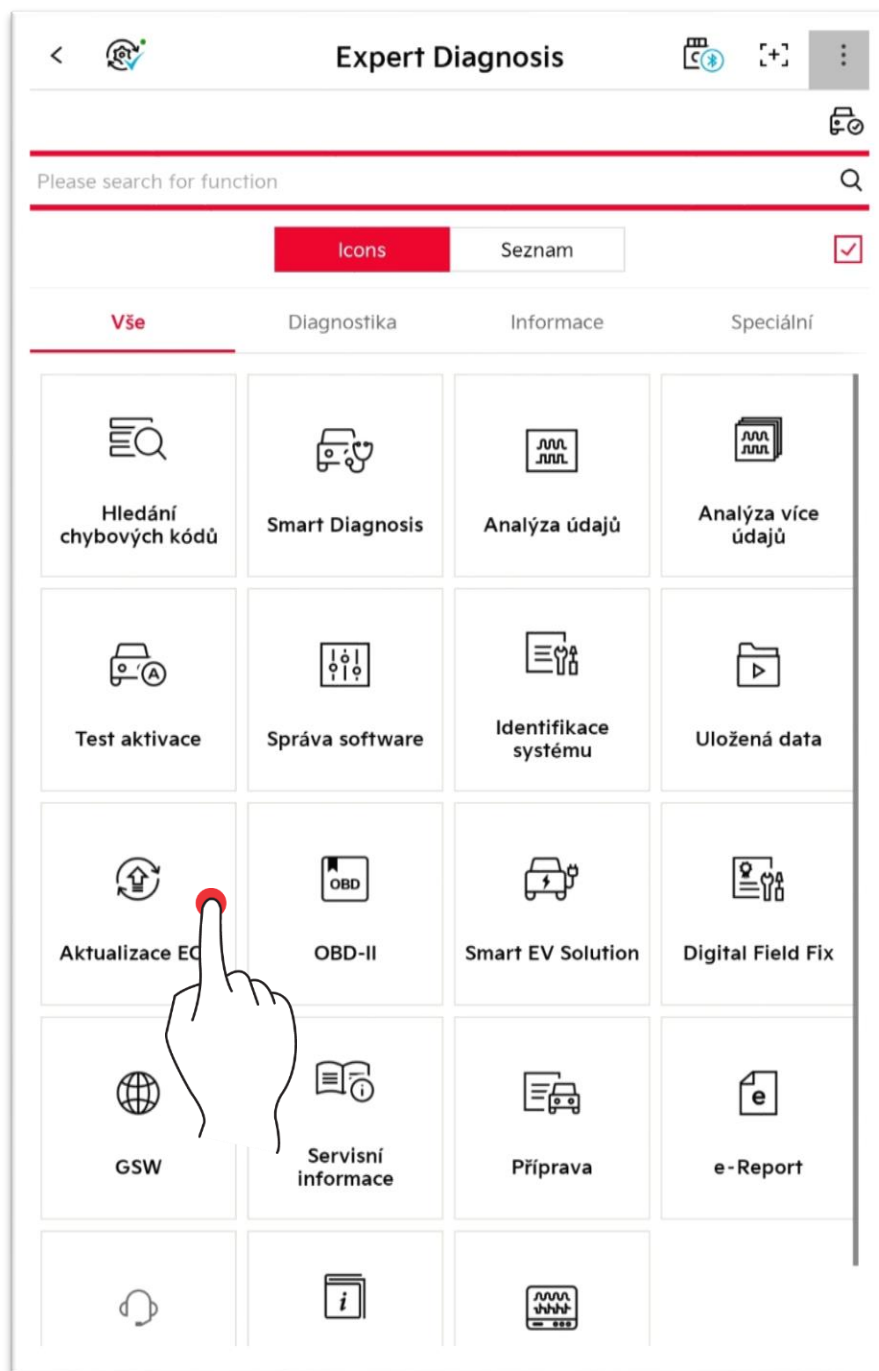 Expert Diagnosis
Please search for function
Icons
Seznam
Vše
Diagnostika
Informace
Speciální
Hledání
chybových kódů
Smart Diagnosis
Analýza údajů
Analýza více
údajů
Test aktivace
Správa software
Identifikace
systému
Uložená data
Aktualizace
OBD
OBD-II
Smart EV Solution
Digital Field Fix
GSW
Servisní
informace
Příprava
e
e-Report
i